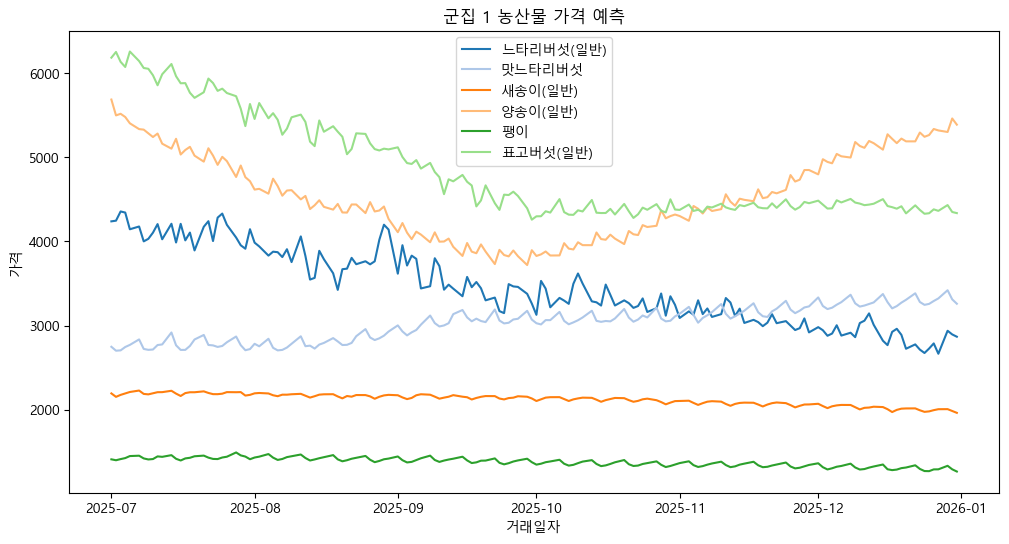 군집 1 농산물 가격 예측
느타리버섯(일반)
맛느타리버섯
새송이(일반)
양송이(일반)
팽이
표고버섯(일반)
가격
6000
5000
4000
3000
2000
2025-07
2025-08
2025-09
2025-10
2025-11
2025-12
2026-01
거래일자